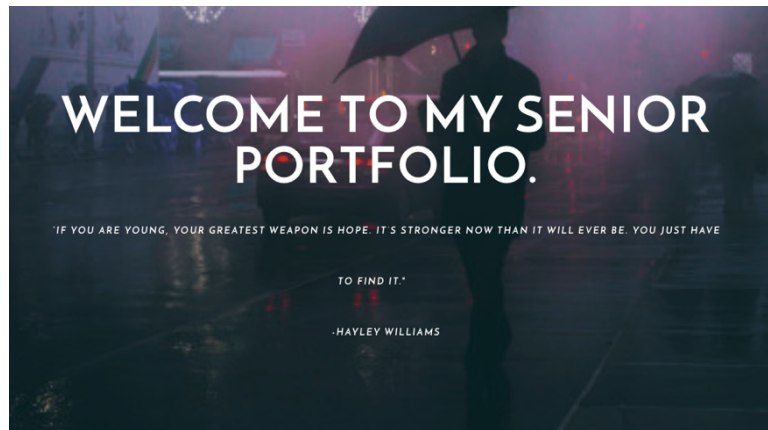 WELCOME TO MY SENIOR
PORTFOLIO.
"IF YOU ARE YOUNG, YOUR GREATEST WEAPON IS HOPE. IT'S STRONGER NOW THAN IT WILL EVER BE. YOU JUST HAVE
TO FIND IT."
-HAYLEY WILLIAMS